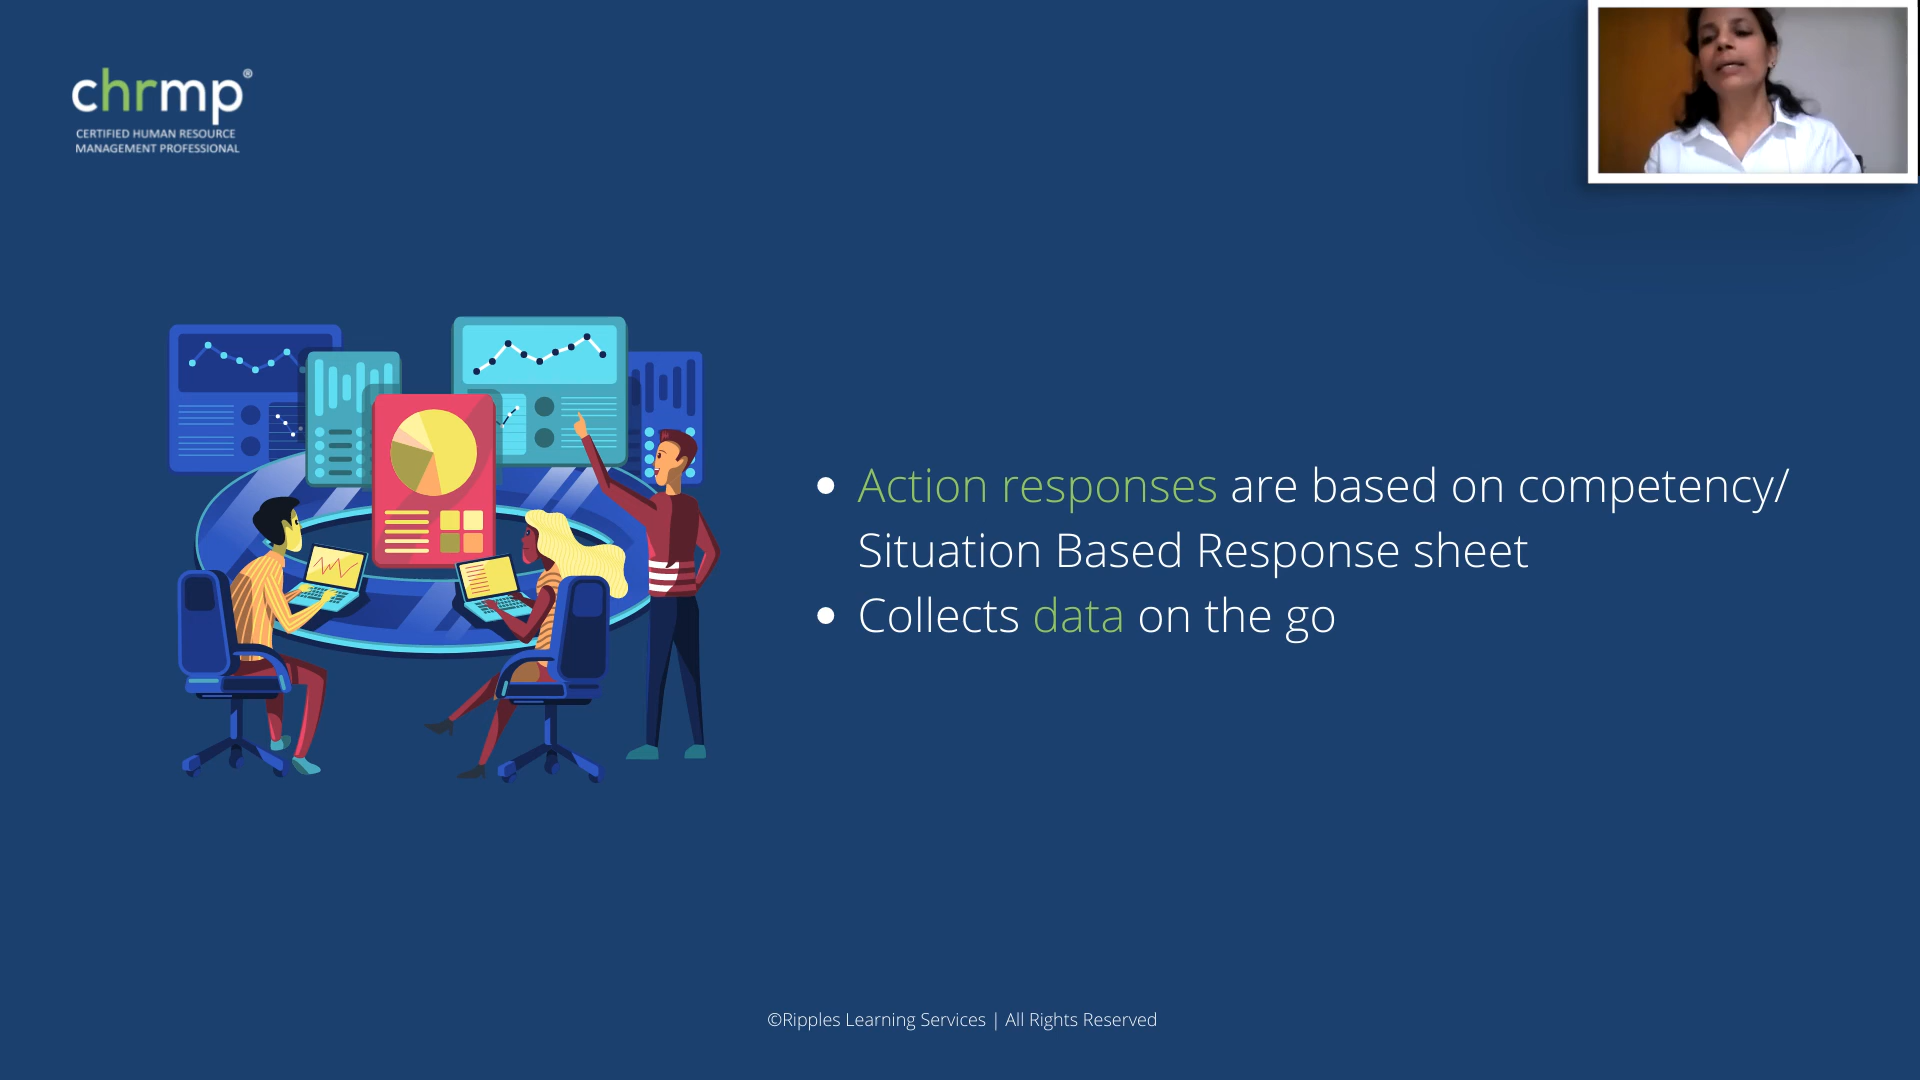 chrmp®
CERTIFIED HUMAN RESOURCE
MANAGEMENT PROFESSIONAL
Action responses are based on competency/
Situation Based Response sheet
Collects data on the go
©Ripples Learning Services | All Rights Reserved